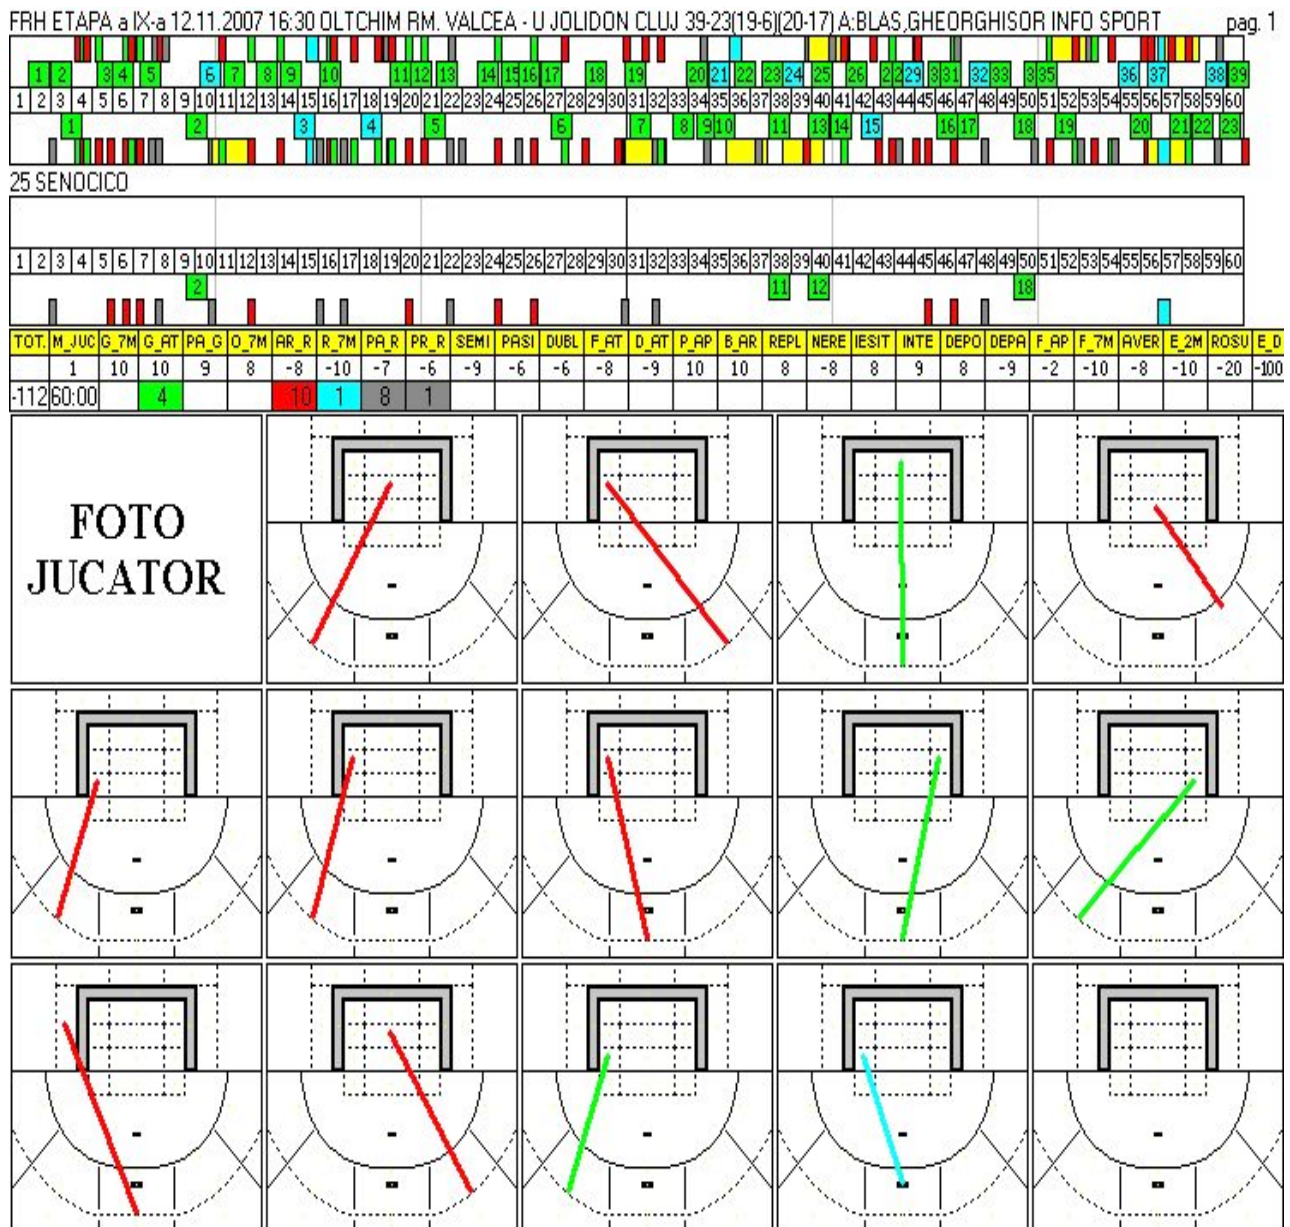 FRH ETAPA a IX-a 12.11.2007 16:30 OLTCHIM RM. VALCEA - U JOLIDON CLUJ 39-23(19-6)(20-17) A:BLAS,GHEORGHISOR INFO SPORT pag. 1
1 2 3 4 5 6 7 8 9 10 11 12 13 14 15 16 17 18 19 20 21 22 23 24 25 26 2 2 29 3 31 32 33 3 35 36 37 38 39
1 2 3 4 5 6 7 8 9 10 11 12 13 14 15 16 17 18 19 20 21 22 23 24 25 26 27 28 29 30 31 32 33 34 35 36 37 38 39 40 41 42 43 44 45 46 47 48 49 50 51 52 53 54 55 56 57 58 59 60
1 2 3 4 5 6 7 8 9 10 11 13 14 15 16 17 18 19 20 21 22 23
25 SENOCICO
1 2 3 4 5 6 7 8 9 10 11 12 13 14 15 16 17 18 19 20 21 22 23 24 25 26 27 28 29 30 31 32 33 34 35 36 37 38 39 40 41 42 43 44 45 46 47 48 49 50 51 52 53 54 55 56 57 58 59 60
2 11 12 18
TOT. M_JUC G_7M G_AT PA_G O_7M AR_R R_7M PA_R PR_R SEMI PASI DUBL F_AT D_AT P_AP B_AR REPL NERE IESIT INTE DEPO DEPA F_AP F_7M AVER E_2M ROSU E_D
1 10 10 9 8 -8 -10 -7 -6 -9 -6 -6 -8 -9 10 10 8 -8 8 9 8 -9 -2 -10 -8 -10 -20 -100
-112 60:00 4 10 1 8 1
FOTO
JUCATOR